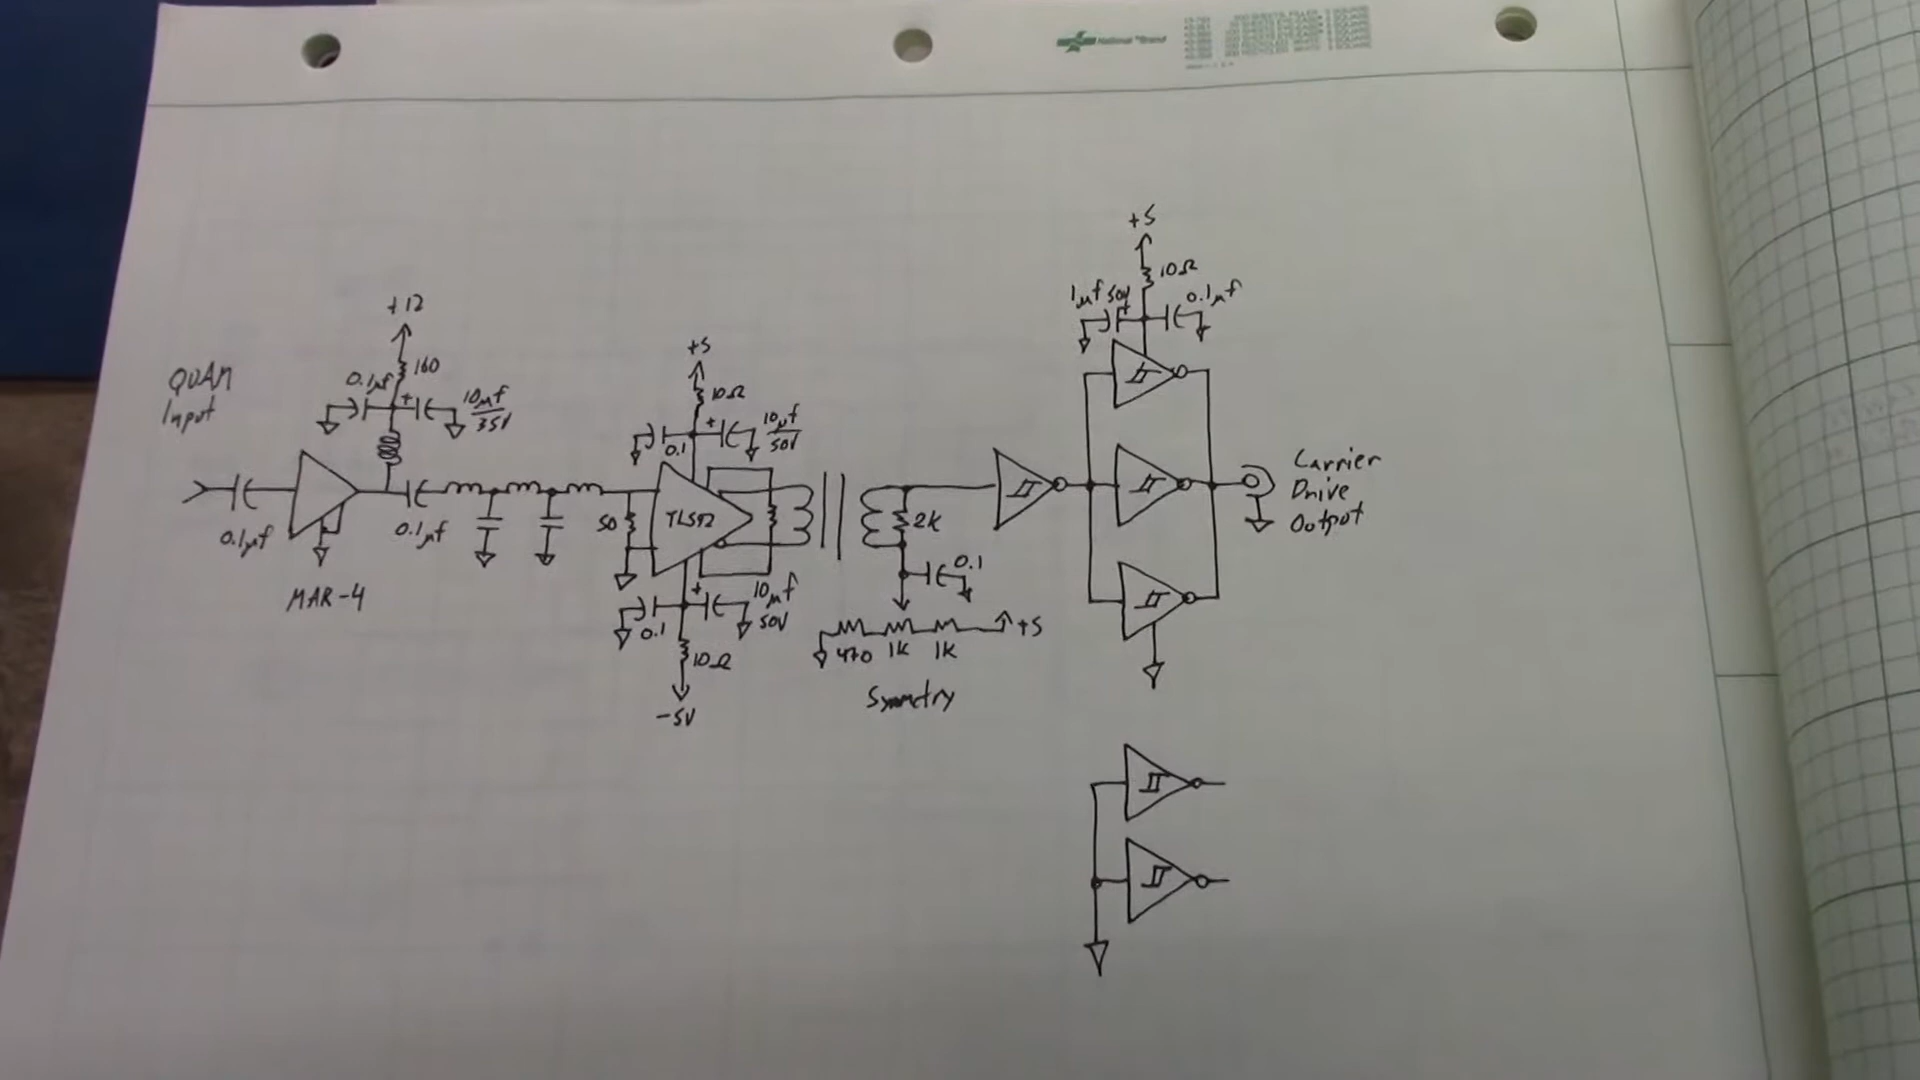 National "Brand"
+5
10Ω
1µf 50V
0.1µf
+12
160
0.1µf
+
10µf
35V
QUAM
Input
+5
10Ω
+
10µf
50V
0.1
Carrier
Drive
Output
0.1µf
0.1µf
50
TL592
2K
MAR-4
0.1
+
10µf
50V
0.1
10Ω
-5V
470 1K 1K
+5
Symmetry